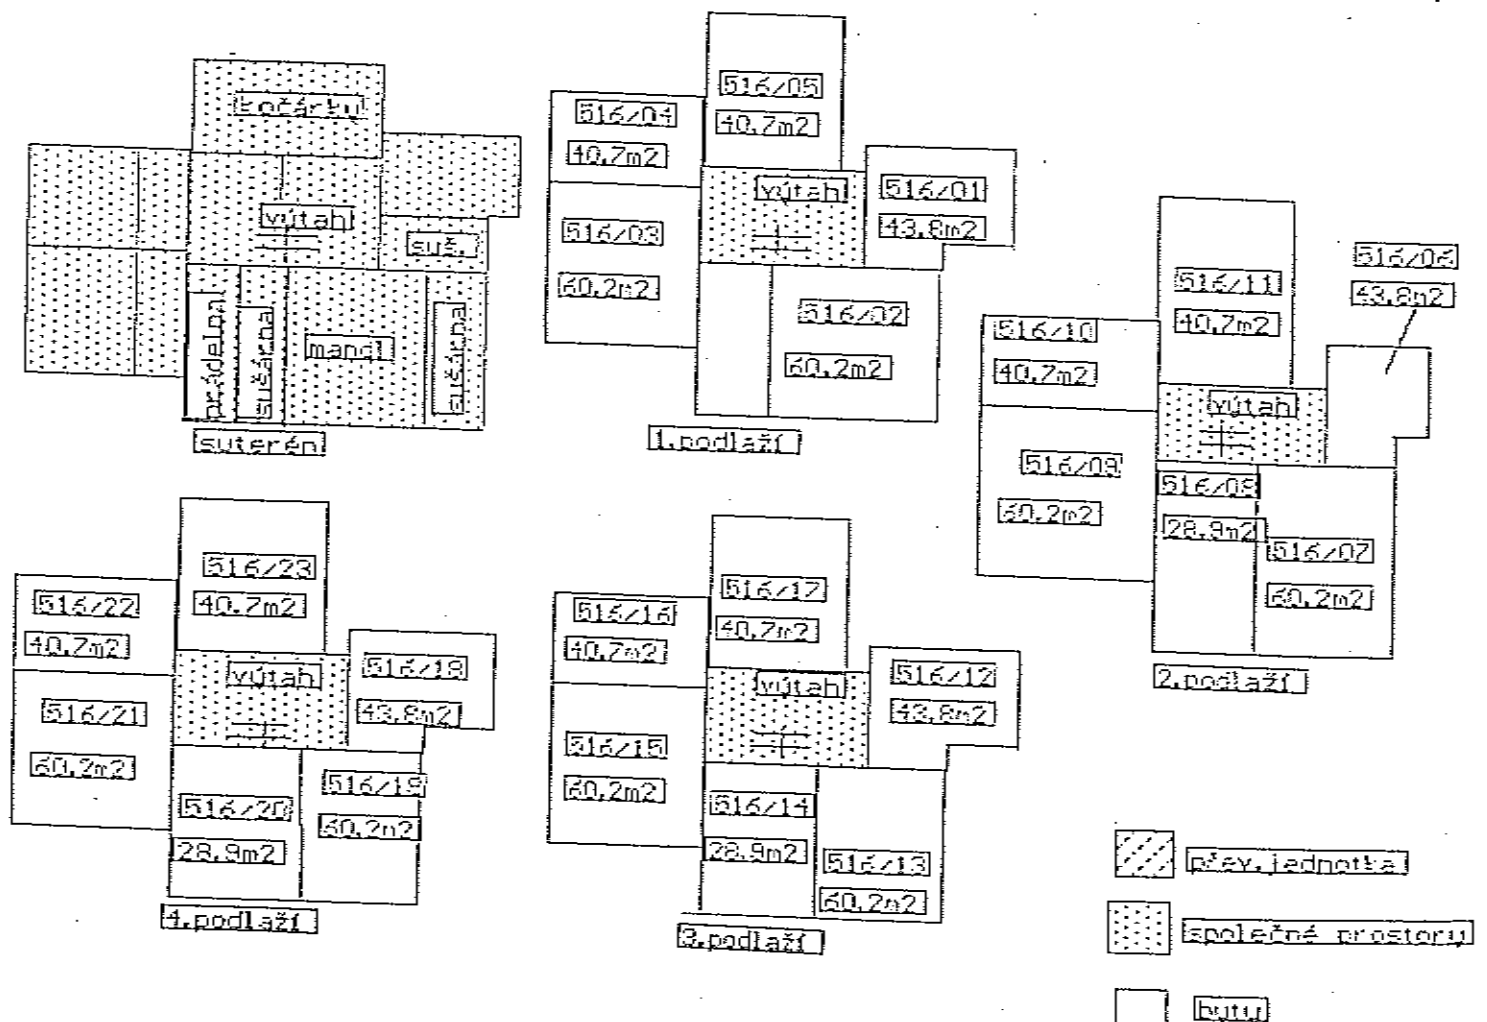 kočárky
výtah
suš.
prádelna
sušárna
mandl
sušárna
suterén
516/05
40.7m2
516/04
40.7m2
výtah
516/01
43.8m2
516/03
60.2m2
516/02
60.2m2
1.podlaží
516/06
43.8m2
516/11
40.7m2
516/10
40.7m2
výtah
516/09
60.2m2
516/08
28.9m2
516/07
60.2m2
2.podlaží
516/23
40.7m2
516/22
40.7m2
výtah
516/18
43.8m2
516/21
60.2m2
516/19
60.2m2
516/20
28.9m2
4.podlaží
516/17
40.7m2
516/16
40.7m2
výtah
516/12
43.8m2
516/15
60.2m2
516/14
28.9m2
516/13
60.2m2
3.podlaží
přev.jednotka
společné prostory
byty